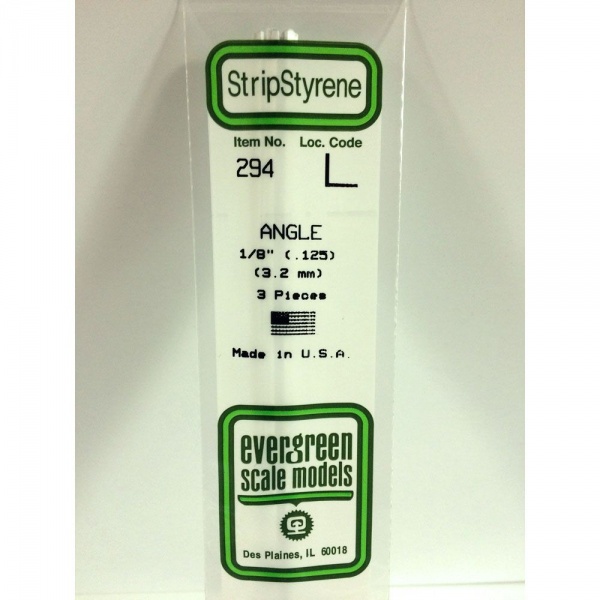 StripStyrene
Item No. Loc. Code
294 L
ANGLE
1/8" (.125)
(3.2 mm)
3 Pieces
Made in U.S.A.
evergreen
scale models
Des Plaines, IL 60018